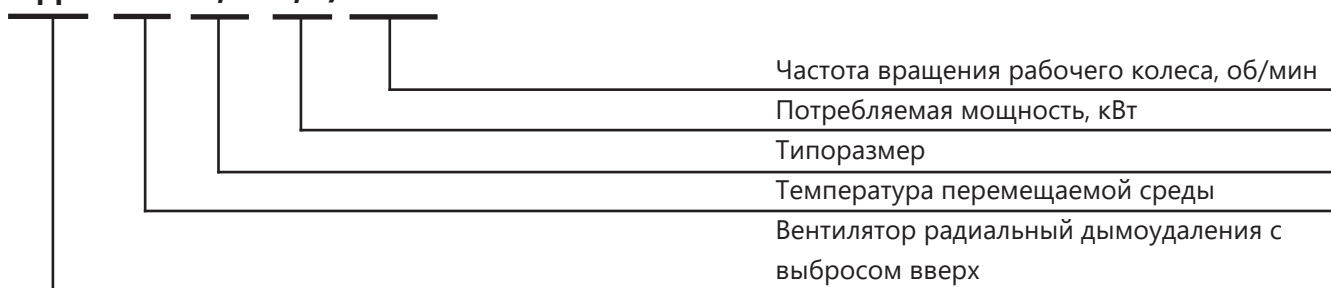 Частота вращения рабочего колеса, об/мин
Потребляемая мощность, кВт
Типоразмер
Температура перемещаемой среды
Вентилятор радиальный дымоудаления с
выбросом вверх